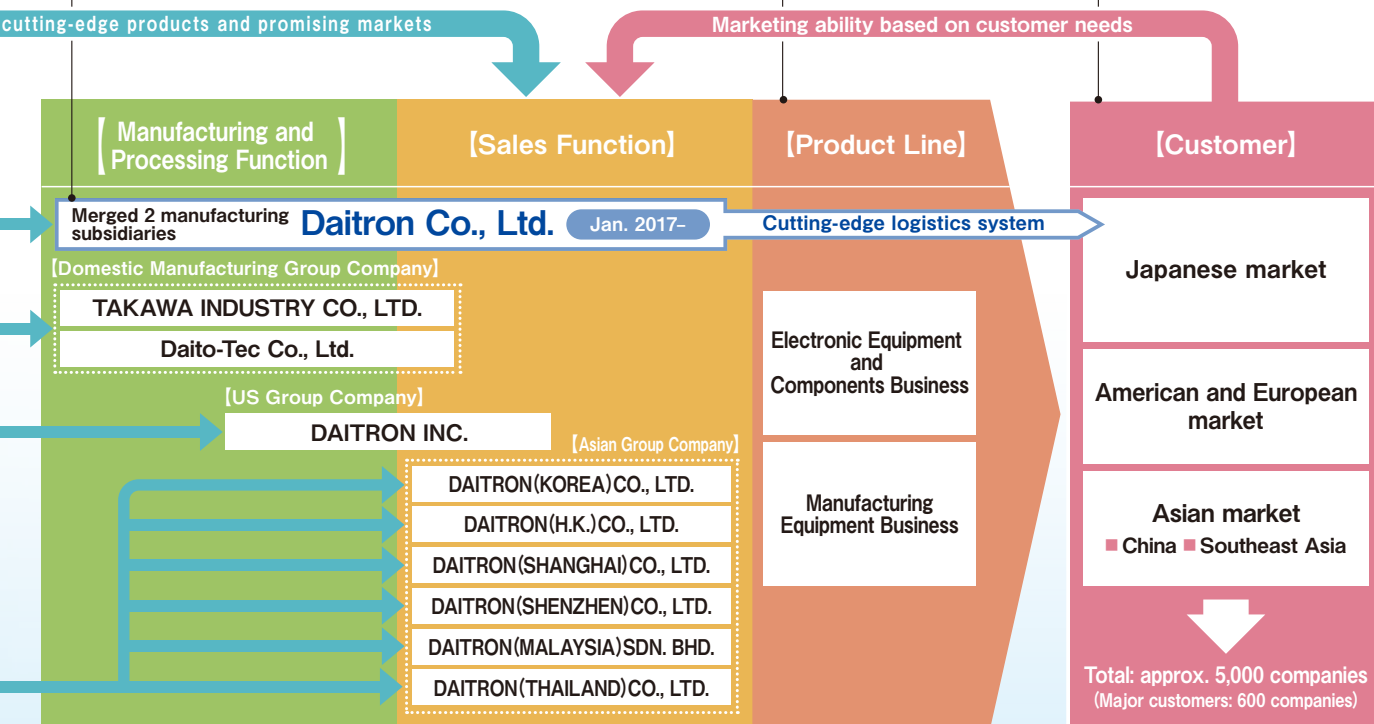 cutting-edge products and promising markets
Marketing ability based on customer needs
【Manufacturing and
Processing Function】
【Sales Function】
【Product Line】
【Customer】
Merged 2 manufacturing
subsidiaries
Daitron Co., Ltd.
Jan. 2017–
Cutting-edge logistics system
【Domestic Manufacturing Group Company】
TAKAWA INDUSTRY CO., LTD.
Daito-Tec Co., Ltd.
【US Group Company】
DAITRON INC.
【Asian Group Company】
DAITRON(KOREA)CO., LTD.
DAITRON(H.K.)CO., LTD.
DAITRON(SHANGHAI)CO., LTD.
DAITRON(SHENZHEN)CO., LTD.
DAITRON(MALAYSIA)SDN. BHD.
DAITRON(THAILAND)CO., LTD.
Electronic Equipment
and
Components Business
Manufacturing
Equipment Business
Japanese market
American and European
market
Asian market
■ China ■ Southeast Asia
Total: approx. 5,000 companies
(Major customers: 600 companies)